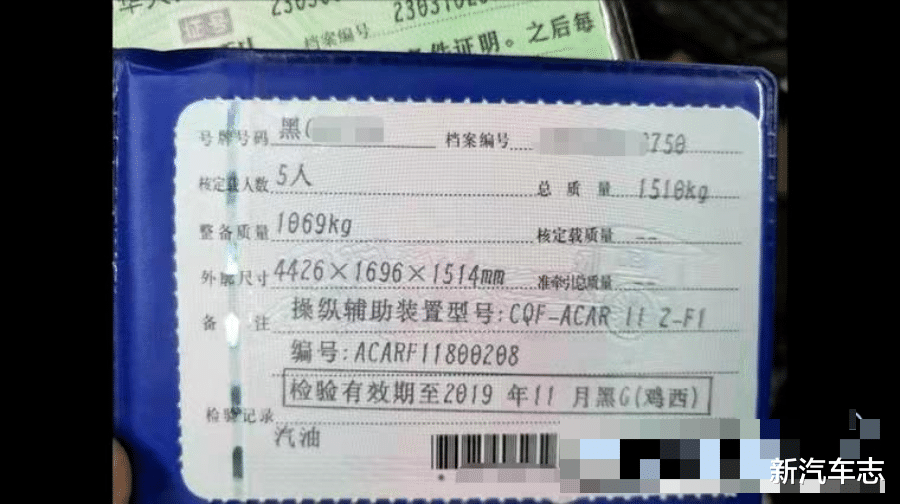 证号
档案编号
件证明。之后每
号牌号码 黑( 档案编号 750
核定载人数 5人 总质量 1510kg
整备质量 1069kg 核定载质量 --
外廓尺寸 4426×1696×1514mm 准牵引总质量 --
备注 操纵辅助装置型号:CQF-ACAR II Z-F1
编号:ACARF11800208
检验有效期至2019年11月黑G(鸡西)
检验记录
汽油
新汽车志